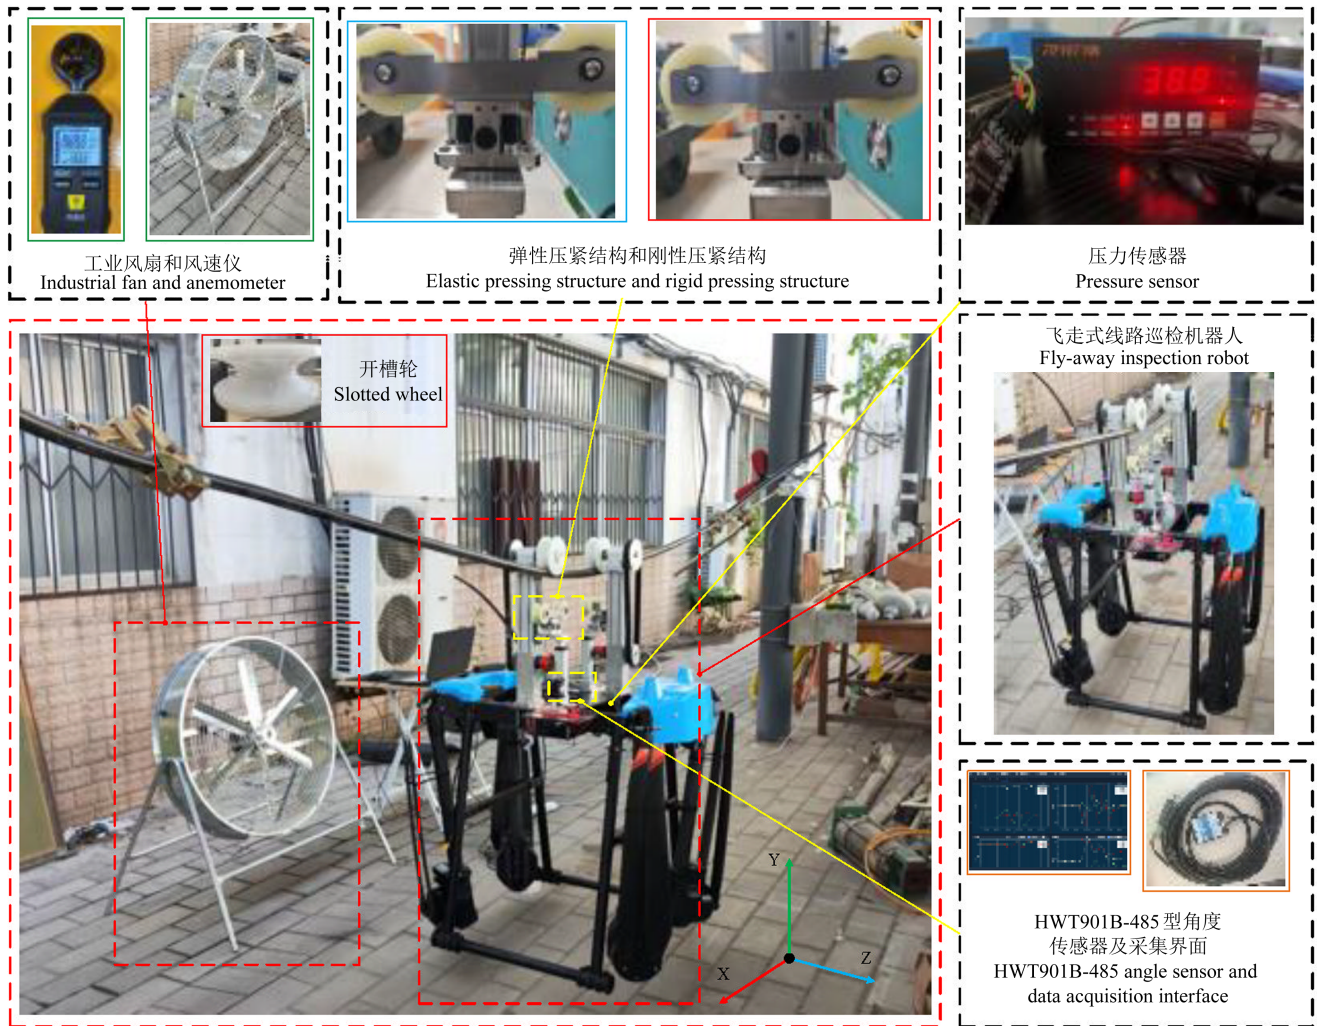 工业风扇和风速仪
Industrial fan and anemometer
弹性压紧结构和刚性压紧结构
Elastic pressing structure and rigid pressing structure
压力传感器
Pressure sensor
开槽轮
Slotted wheel
飞走式线路巡检机器人
Fly-away inspection robot
Y
X
Z
HWT901B-485型角度
传感器及采集界面
HWT901B-485 angle sensor and
data acquisition interface